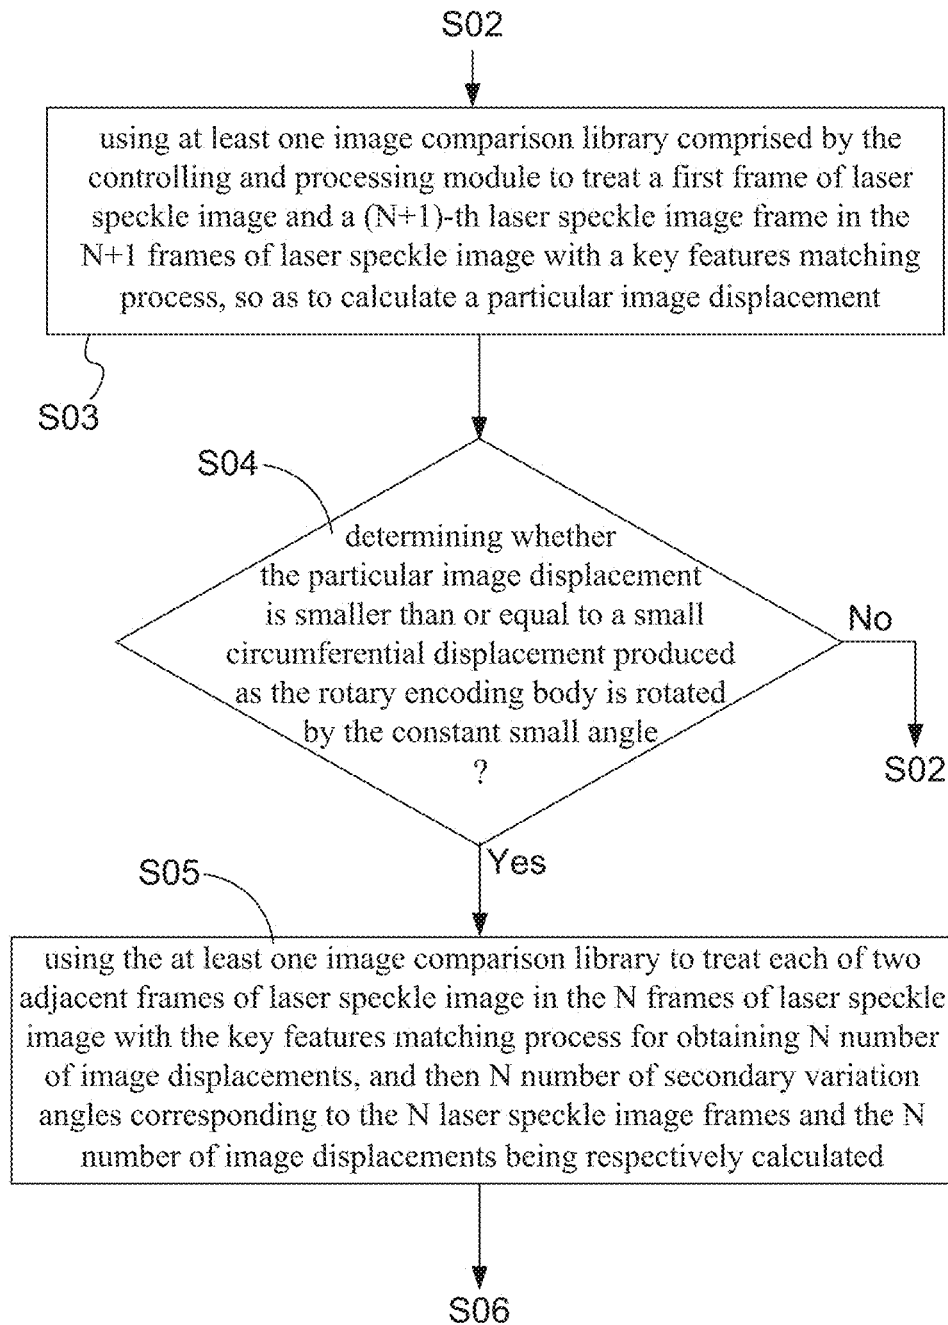 S02
using at least one image comparison library comprised by the
controlling and processing module to treat a first frame of laser
speckle image and a (N+1)-th laser speckle image frame in the
N+1 frames of laser speckle image with a key features matching
process, so as to calculate a particular image displacement
S03
S04
determining whether
the particular image displacement
is smaller than or equal to a small
circumferential displacement produced
as the rotary encoding body is rotated
by the constant small angle
?
No
S02
Yes
S05
using the at least one image comparison library to treat each of two
adjacent frames of laser speckle image in the N frames of laser speckle
image with the key features matching process for obtaining N number
of image displacements, and then N number of secondary variation
angles corresponding to the N laser speckle image frames and the N
number of image displacements being respectively calculated
S06